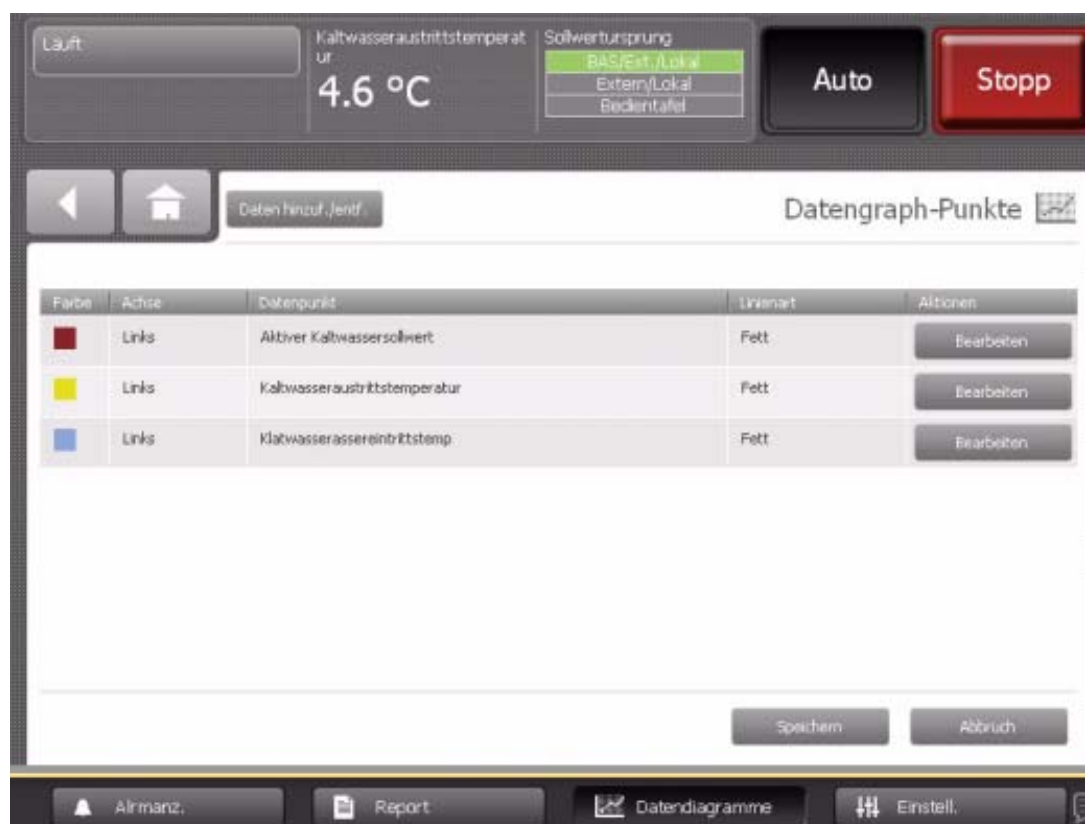 Läuft
Kaltwasseraustrittstemperat
ur
4.6 °C
Sollwertursprung
BAS/Ext./Lokal
Extern/Lokal
Bedientafel
Auto
Stopp
Daten hinzuf./entf.
Datengraph-Punkte
Farbe Achse Datenpunkt Linienart Aktionen
Links Aktiver Kaltwassersollwert Fett Bearbeiten
Links Kaltwasseraustrittstemperatur Fett Bearbeiten
Links Klatwasserassereintrittstemp Fett Bearbeiten
Speichern Abbruch
Alrmanz. Report Datendiagramme Einstell.